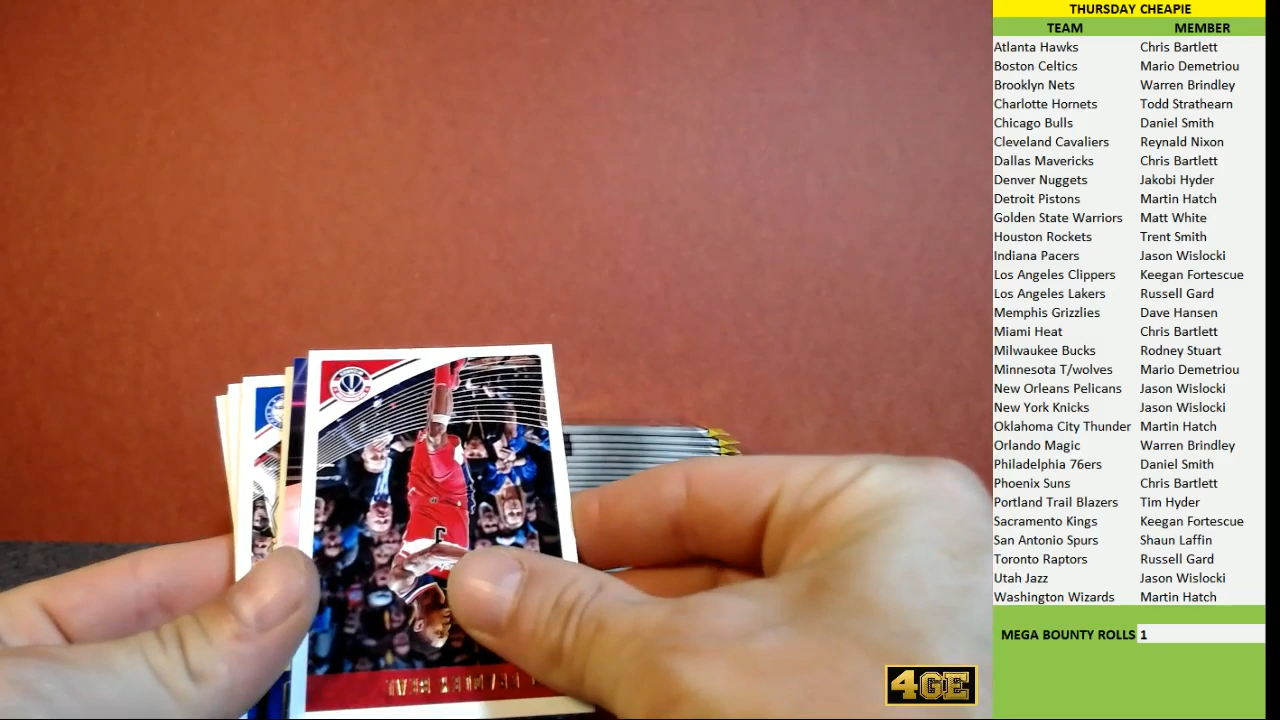 THURSDAY CHEAPIE
TEAM MEMBER
Atlanta Hawks Chris Bartlett
Boston Celtics Mario Demetriou
Brooklyn Nets Warren Brindley
Charlotte Hornets Todd Strathearn
Chicago Bulls Daniel Smith
Cleveland Cavaliers Reynald Nixon
Dallas Mavericks Chris Bartlett
Denver Nuggets Jakobi Hyder
Detroit Pistons Martin Hatch
Golden State Warriors Matt White
Houston Rockets Trent Smith
Indiana Pacers Jason Wislocki
Los Angeles Clippers Keegan Fortescue
Los Angeles Lakers Russell Gard
Memphis Grizzlies Dave Hansen
Miami Heat Chris Bartlett
Milwaukee Bucks Rodney Stuart
Minnesota T/wolves Mario Demetriou
New Orleans Pelicans Jason Wislocki
New York Knicks Jason Wislocki
Oklahoma City Thunder Martin Hatch
Orlando Magic Warren Brindley
Philadelphia 76ers Daniel Smith
Phoenix Suns Chris Bartlett
Portland Trail Blazers Tim Hyder
Sacramento Kings Keegan Fortescue
San Antonio Spurs Shaun Laffin
Toronto Raptors Russell Gard
Utah Jazz Jason Wislocki
Washington Wizards Martin Hatch
MEGA BOUNTY ROLLS 1
4GE
BEAL